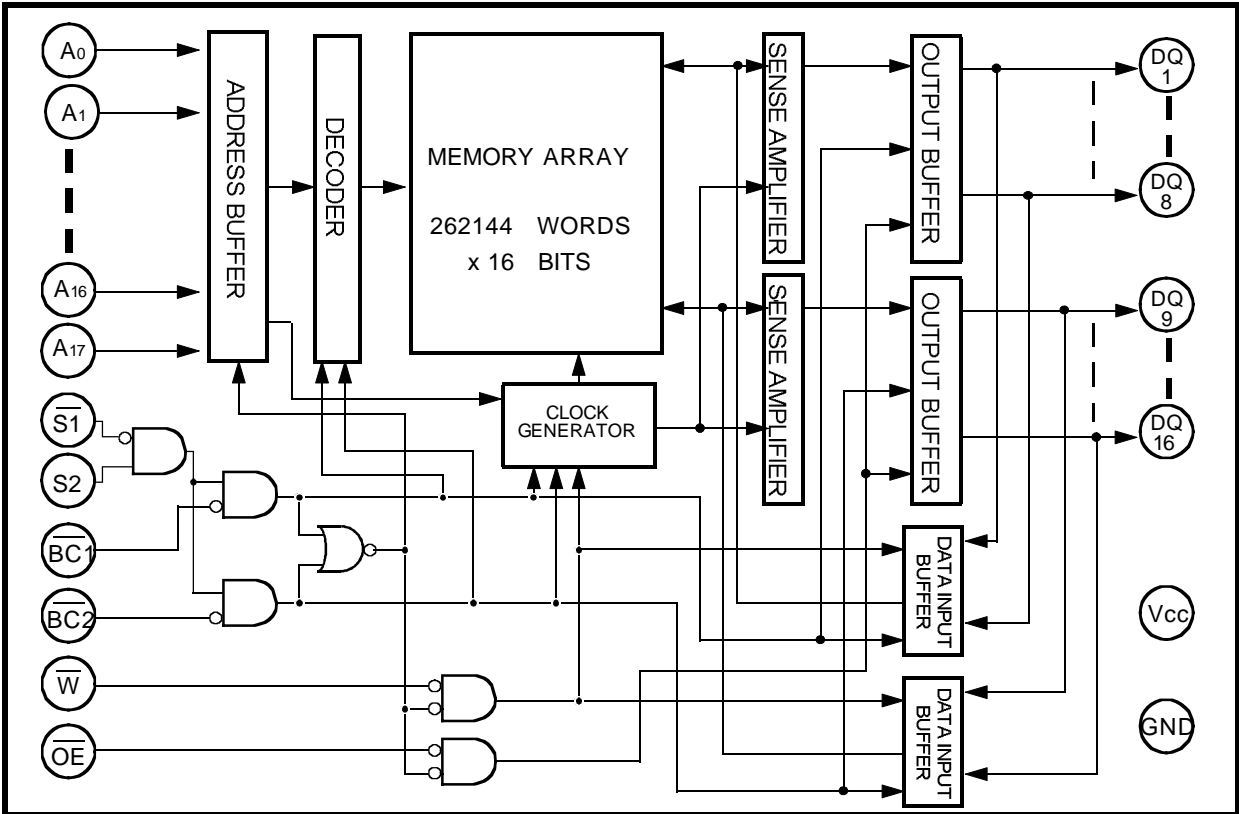 A0
A1
A16
A17
S1
S2
BC1
BC2
W
OE
ADDRESS BUFFER
DECODER
MEMORY ARRAY
262144 WORDS
x 16 BITS
CLOCK
GENERATOR
SENSE AMPLIFIER
SENSE AMPLIFIER
OUTPUT BUFFER
OUTPUT BUFFER
DATA INPUT
BUFFER
DATA INPUT
BUFFER
DQ
1
DQ
8
DQ
9
DQ
16
Vcc
GND